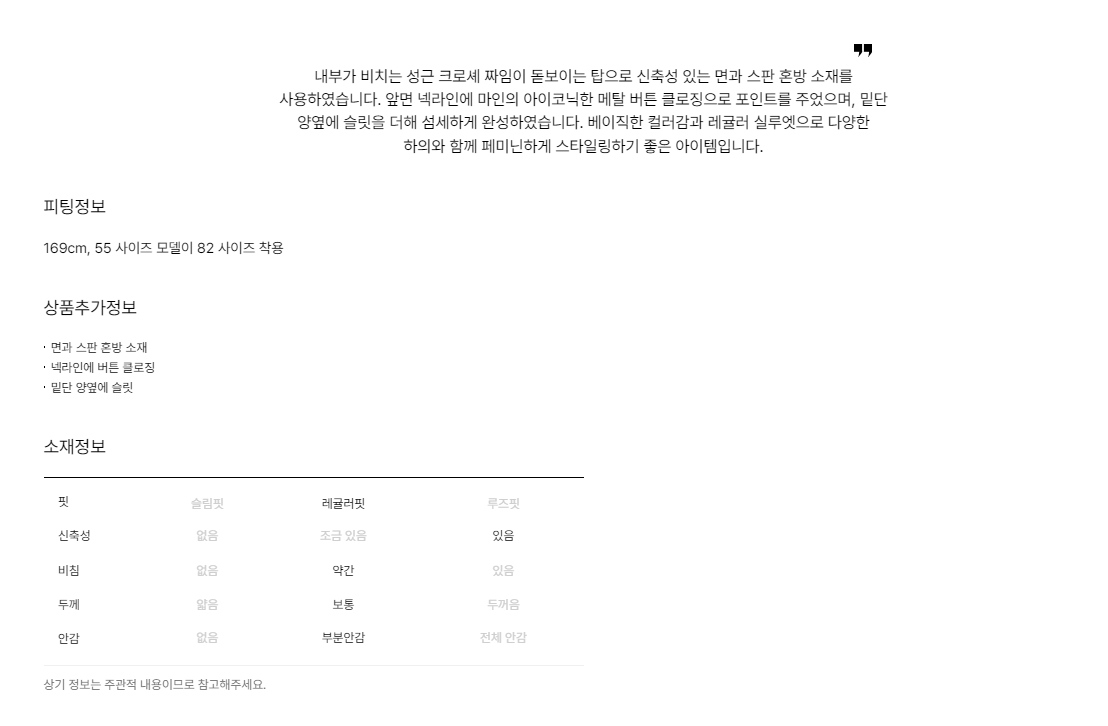 ❞
내부가 비치는 성근 크로셰 짜임이 돋보이는 탑으로 신축성 있는 면과 스판 혼방 소재를
사용하였습니다. 앞면 넥라인에 마인의 아이코닉한 메탈 버튼 클로징으로 포인트를 주었으며, 밑단
양옆에 슬릿을 더해 섬세하게 완성하였습니다. 베이직한 컬러감과 레귤러 실루엣으로 다양한
하의와 함께 페미닌하게 스타일링하기 좋은 아이템입니다.
피팅정보
169cm, 55 사이즈 모델이 82 사이즈 착용
상품추가정보
· 면과 스판 혼방 소재
· 넥라인에 버튼 클로징
· 밑단 양옆에 슬릿
소재정보
핏 슬림핏 레귤러핏 루즈핏
신축성 없음 조금 있음 있음
비침 없음 약간 있음
두께 얇음 보통 두꺼움
안감 없음 부분안감 전체 안감
상기 정보는 주관적 내용이므로 참고해주세요.